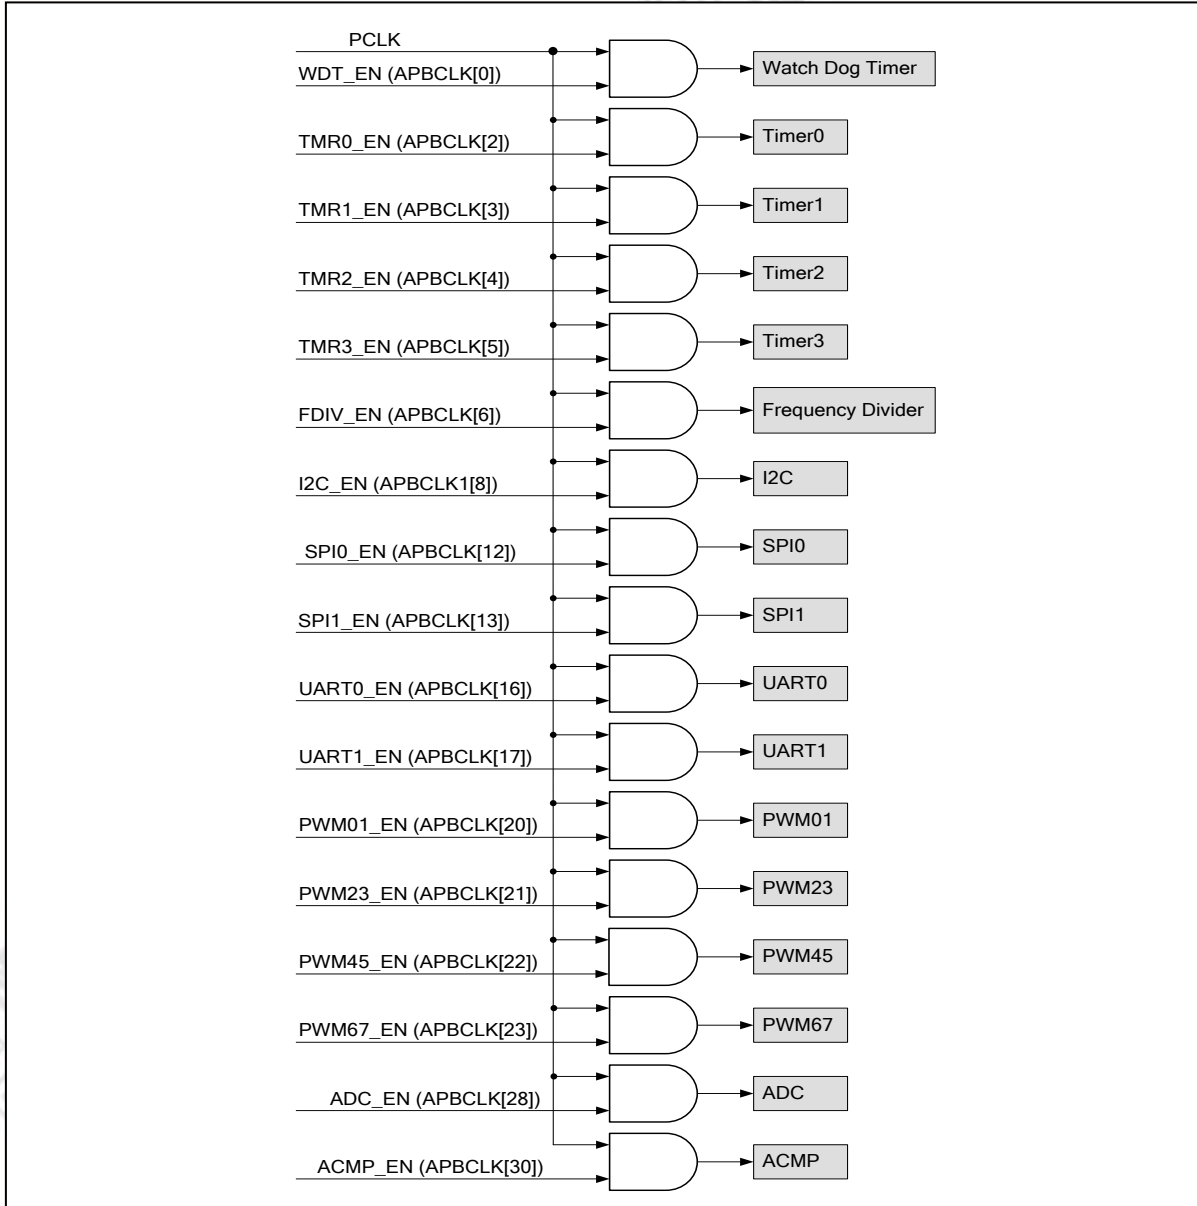 PCLK
WDT_EN (APBCLK[0])
Watch Dog Timer
TMR0_EN (APBCLK[2])
Timer0
TMR1_EN (APBCLK[3])
Timer1
TMR2_EN (APBCLK[4])
Timer2
TMR3_EN (APBCLK[5])
Timer3
FDIV_EN (APBCLK[6])
Frequency Divider
I2C_EN (APBCLK1[8])
I2C
SPI0_EN (APBCLK[12])
SPI0
SPI1_EN (APBCLK[13])
SPI1
UART0_EN (APBCLK[16])
UART0
UART1_EN (APBCLK[17])
UART1
PWM01_EN (APBCLK[20])
PWM01
PWM23_EN (APBCLK[21])
PWM23
PWM45_EN (APBCLK[22])
PWM45
PWM67_EN (APBCLK[23])
PWM67
ADC_EN (APBCLK[28])
ADC
ACMP_EN (APBCLK[30])
ACMP